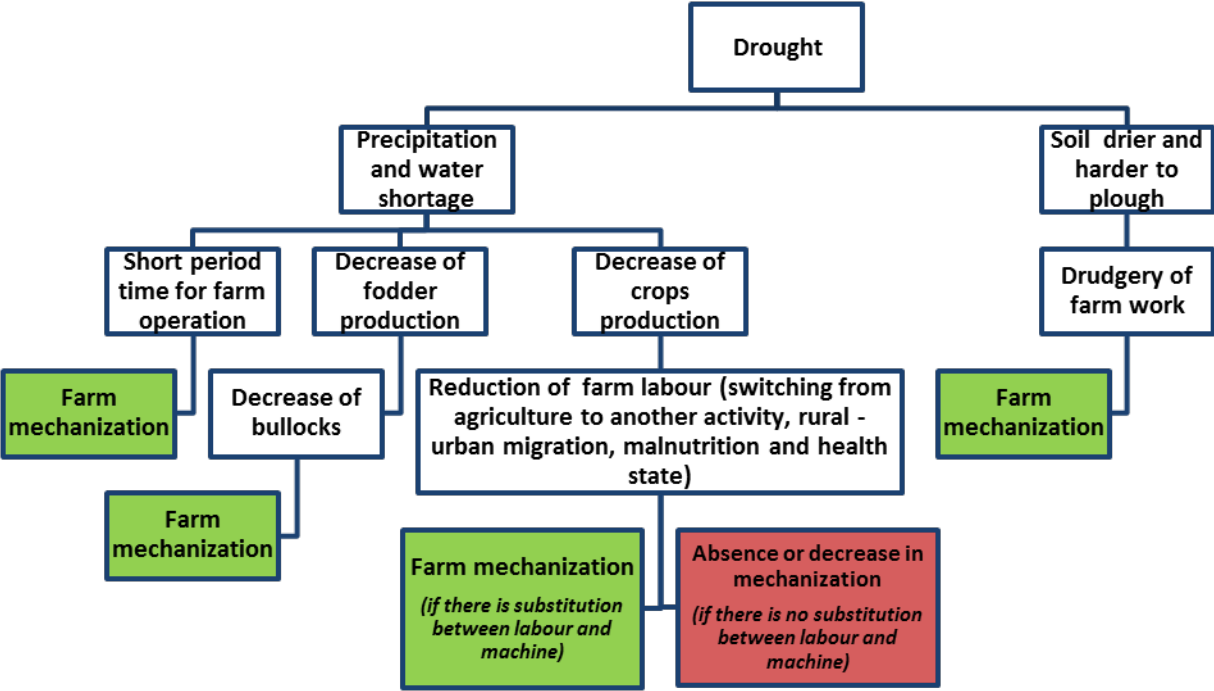 Drought
Precipitation
and water
shortage
Soil drier and
harder to
plough
Short period
time for farm
operation
Decrease of
fodder
production
Decrease of
crops
production
Drudgery of
farm work
Farm
mechanization
Decrease of
bullocks
Reduction of farm labour (switching from
agriculture to another activity, rural -
urban migration, malnutrition and health
state)
Farm
mechanization
Farm
mechanization
Farm mechanization
(if there is substitution
between labour and
machine)
Absence or decrease in
mechanization
(if there is no substitution
between labour and
machine)